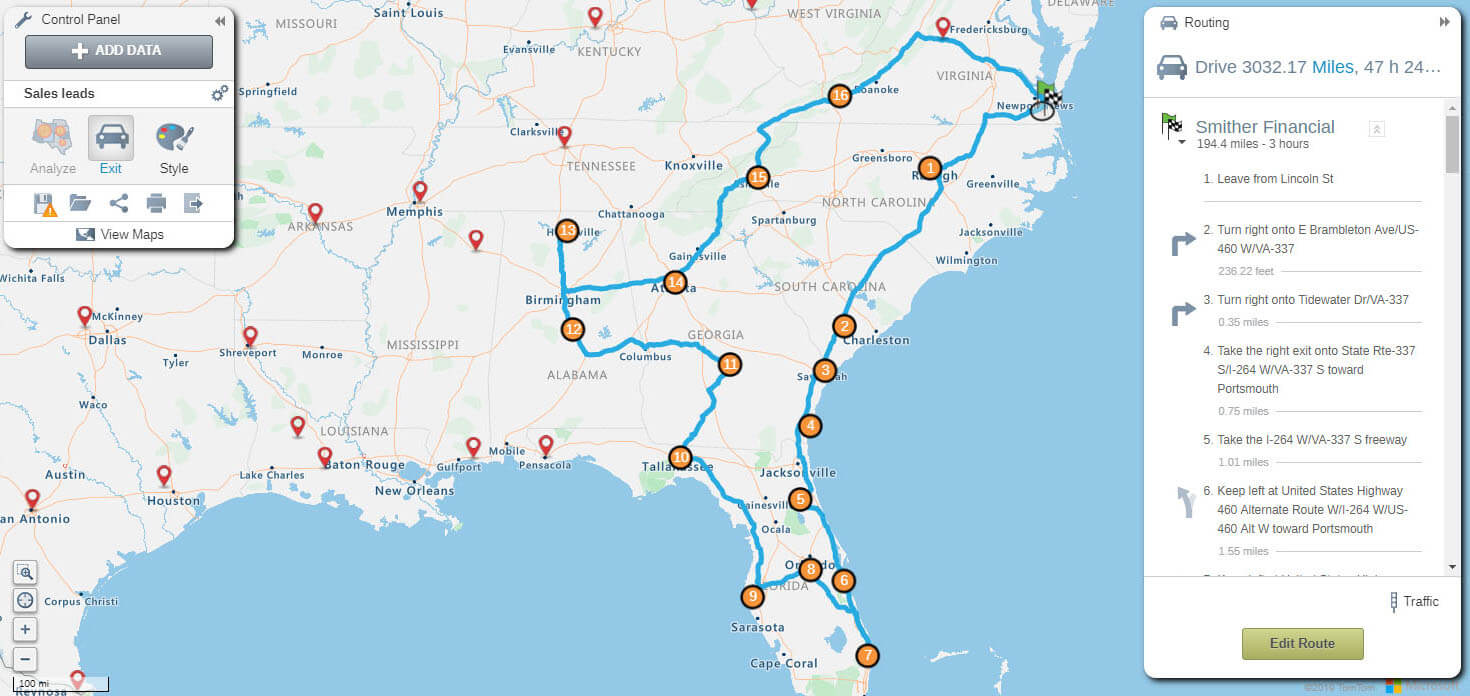 Control Panel
ADD DATA
Sales leads
Analyze
Exit
Style
View Maps
Routing
Drive 3032.17 Miles, 47 h 24...
Smither Financial
194.4 miles - 3 hours
1. Leave from Lincoln St
2. Turn right onto E Brambleton Ave/US-
460 W/VA-337
236.22 feet
3. Turn right onto Tidewater Dr/VA-337
0.35 miles
4. Take the right exit onto State Rte-337
S/I-264 W/VA-337 S toward
Portsmouth
0.75 miles
5. Take the I-264 W/VA-337 S freeway
1.01 miles
6. Keep left at United States Highway
460 Alternate Route W/I-264 W/US-
460 Alt W toward Portsmouth
1.55 miles
Traffic
Edit Route
MISSOURI
Saint Louis
WEST VIRGINIA
DELAWARE
Fredericksburg
Evansville
KENTUCKY
VIRGINIA
Springfield
16
Roanoke
Newport News
Clarksville
TENNESSEE
Knoxville
Greensboro
1
15
Greenville
Memphis
ARKANSAS
Chattanooga
NORTH CAROLINA
Spartanburg
13
Jacksonville
Gainesville
Wilmington
Wichita Falls
14
SOUTH CAROLINA
Birmingham
McKinney
Dallas
12
GEORGIA
2
Charleston
Shreveport
Monroe
MISSISSIPPI
Columbus
11
Tyler
ALABAMA
3
Waco
LOUISIANA
4
Mobile
10
Baton Rouge
Gulfport
Pensacola
Austin
Lake Charles
Jacksonville
Houston
New Orleans
5
an Antonio
Ocala
8
6
9
Corpus Christi
Sarasota
7
Cape Coral
100 mi
Reynosa
©2019 TomTom
Microsoft